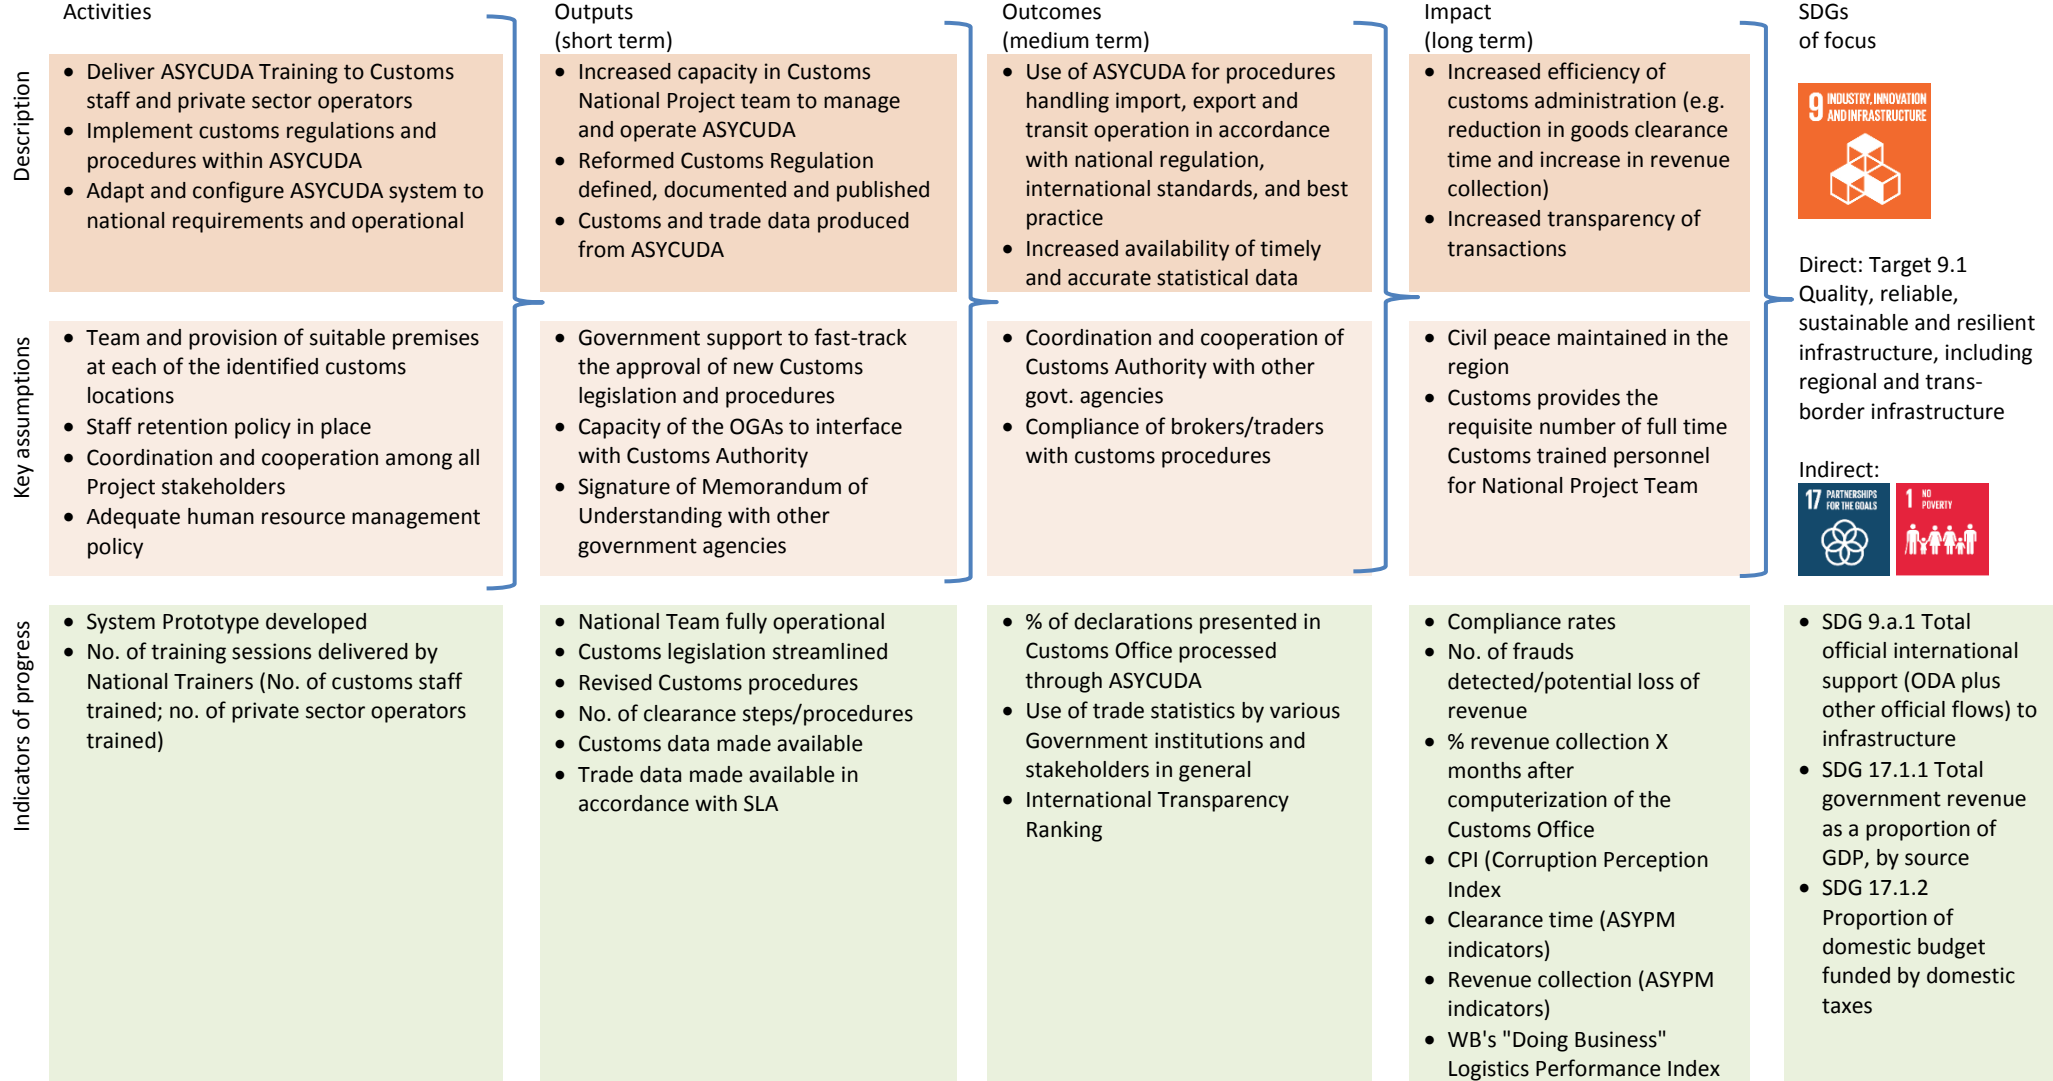 Activities
Outputs
(short term)
Outcomes
(medium term)
Impact
(long term)
SDGs
of focus
Description
• Deliver ASYCUDA Training to Customs
staff and private sector operators
• Implement customs regulations and
procedures within ASYCUDA
• Adapt and configure ASYCUDA system to
national requirements and operational
• Increased capacity in Customs
National Project team to manage
and operate ASYCUDA
• Reformed Customs Regulation
defined, documented and published
• Customs and trade data produced
from ASYCUDA
• Use of ASYCUDA for procedures
handling import, export and
transit operation in accordance
with national regulation,
international standards, and best
practice
• Increased availability of timely
and accurate statistical data
• Increased efficiency of
customs administration (e.g.
reduction in goods clearance
time and increase in revenue
collection)
• Increased transparency of
transactions
9 INDUSTRY, INNOVATION
AND INFRASTRUCTURE
Direct: Target 9.1
Quality, reliable,
sustainable and resilient
infrastructure, including
regional and trans-
border infrastructure
Indirect:
17 PARTNERSHIPS
FOR THE GOALS
1 NO
POVERTY
Key assumptions
• Team and provision of suitable premises
at each of the identified customs
locations
• Staff retention policy in place
• Coordination and cooperation among all
Project stakeholders
• Adequate human resource management
policy
• Government support to fast-track
the approval of new Customs
legislation and procedures
• Capacity of the OGAs to interface
with Customs Authority
• Signature of Memorandum of
Understanding with other
government agencies
• Coordination and cooperation of
Customs Authority with other
govt. agencies
• Compliance of brokers/traders
with customs procedures
• Civil peace maintained in the
region
• Customs provides the
requisite number of full time
Customs trained personnel
for National Project Team
Indicators of progress
• System Prototype developed
• No. of training sessions delivered by
National Trainers (No. of customs staff
trained; no. of private sector operators
trained)
• National Team fully operational
• Customs legislation streamlined
• Revised Customs procedures
• No. of clearance steps/procedures
• Customs data made available
• Trade data made available in
accordance with SLA
• % of declarations presented in
Customs Office processed
through ASYCUDA
• Use of trade statistics by various
Government institutions and
stakeholders in general
• International Transparency
Ranking
• Compliance rates
• No. of frauds
detected/potential loss of
revenue
• % revenue collection X
months after
computerization of the
Customs Office
• CPI (Corruption Perception
Index
• Clearance time (ASYPM
indicators)
• Revenue collection (ASYPM
indicators)
• WB's "Doing Business"
Logistics Performance Index
• SDG 9.a.1 Total
official international
support (ODA plus
other official flows) to
infrastructure
• SDG 17.1.1 Total
government revenue
as a proportion of
GDP, by source
• SDG 17.1.2
Proportion of
domestic budget
funded by domestic
taxes